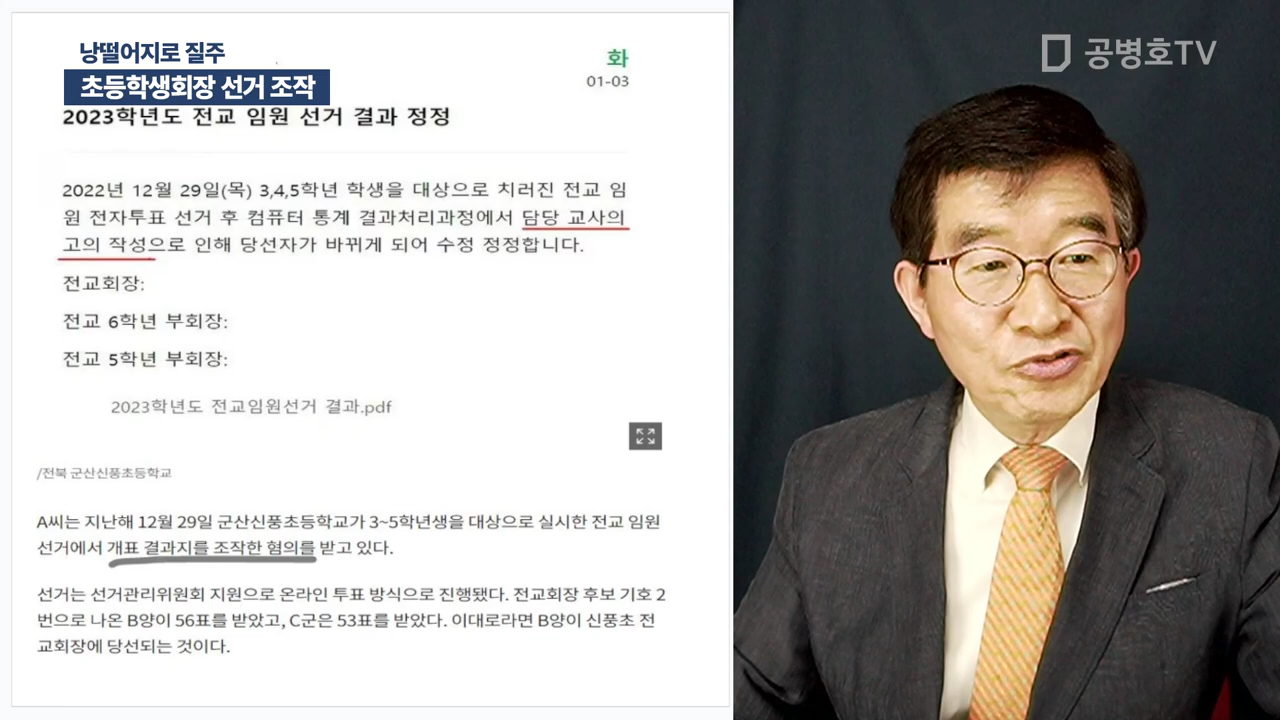 낭떨어지로 질주
초등학생회장 선거 조작
공병호TV
화
01-03
2023학년도 전교 임원 선거 결과 정정
2022년 12월 29일(목) 3,4,5학년 학생을 대상으로 치러진 전교 임
원 전자투표 선거 후 컴퓨터 통계 결과처리과정에서 담당 교사의
고의 작성으로 인해 당선자가 바뀌게 되어 수정 정정합니다.
전교회장:
전교 6학년 부회장:
전교 5학년 부회장:
2023학년도 전교임원선거 결과.pdf
/전북 군산신풍초등학교
A씨는 지난해 12월 29일 군산신풍초등학교가 3~5학년생을 대상으로 실시한 전교 임원
선거에서 개표 결과지를 조작한 혐의를 받고 있다.
선거는 선거관리위원회 지원으로 온라인 투표 방식으로 진행됐다. 전교회장 후보 기호 2
번으로 나온 B양이 56표를 받았고, C군은 53표를 받았다. 이대로라면 B양이 신풍초 전
교회장에 당선되는 것이다.